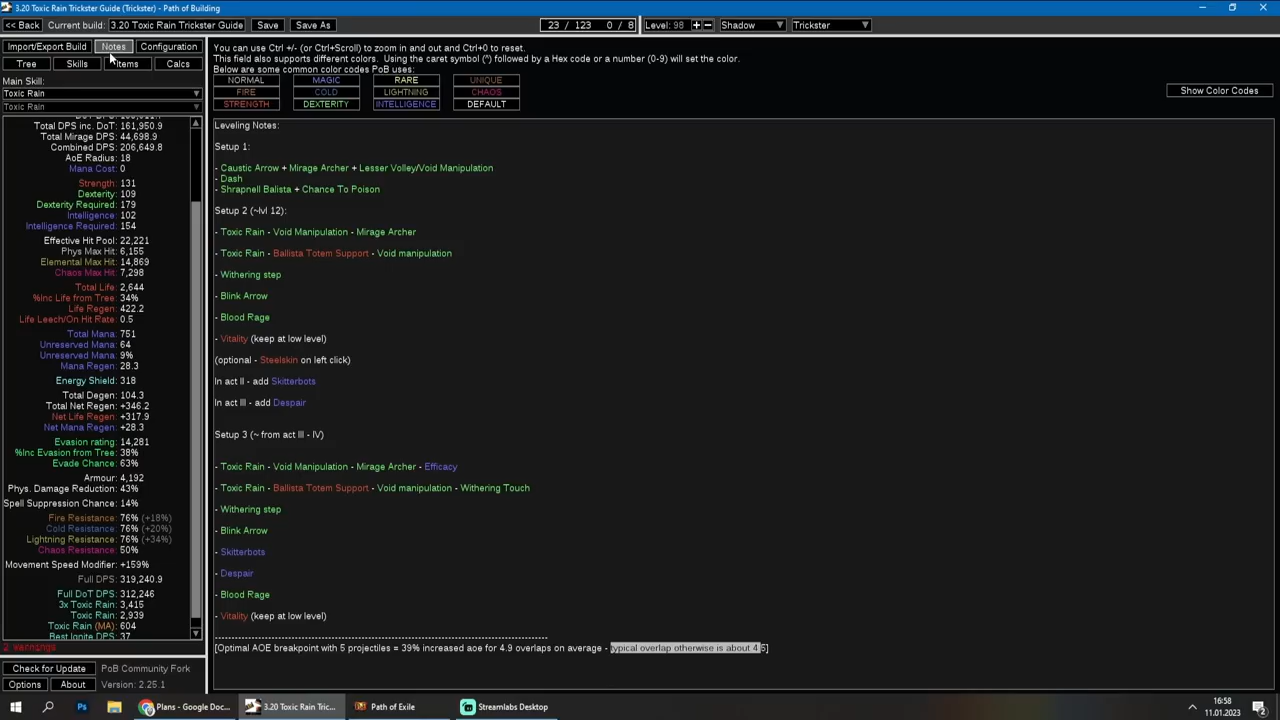 3.20 Toxic Rain Trickster Guide (Trickster) - Path of Building
<< Back Current build: 3.20 Toxic Rain Trickster Guide Save Save As 23 / 123 0 / 8 Level: 98 + - Shadow Trickster
Import/Export Build Notes Configuration
Tree Skills Items Calcs
Main Skill:
Toxic Rain
Toxic Rain
Total DPS inc. DoT: 161,950.9
Total Mirage DPS: 44,698.9
Combined DPS: 206,649.8
AoE Radius: 18
Mana Cost: 0
Strength: 131
Dexterity: 109
Dexterity Required: 179
Intelligence: 102
Intelligence Required: 154
Effective Hit Pool: 22,221
Phys Max Hit: 6,155
Elemental Max Hit: 14,869
Chaos Max Hit: 7,298
Total Life: 2,644
%Inc Life from Tree: 34%
Life Regen: 422.2
Life Leech/On Hit Rate: 0.5
Total Mana: 751
Unreserved Mana: 64
Unreserved Mana: 9%
Mana Regen: 28.3
Energy Shield: 318
Total Degen: 104.3
Total Net Regen: +346.2
Net Life Regen: +317.9
Net Mana Regen: +28.3
Evasion rating: 14,281
%Inc Evasion from Tree: 38%
Evade Chance: 63%
Armour: 4,192
Phys. Damage Reduction: 43%
Spell Suppression Chance: 14%
Fire Resistance: 76% (+18%)
Cold Resistance: 76% (+20%)
Lightning Resistance: 76% (+34%)
Chaos Resistance: 50%
Movement Speed Modifier: +159%
Full DPS: 319,240.9
Full DoT DPS: 312,246
3x Toxic Rain: 3,415
Toxic Rain: 2,939
Toxic Rain (MA): 604
Best Ignite DPS: 37
2 warnings
Check for Update PoB Community Fork
Options About Version: 2.25.1
You can use Ctrl +/- (or Ctrl+Scroll) to zoom in and out and Ctrl+0 to reset.
This field also supports different colors. Using the caret symbol (^) followed by a Hex code or a number (0-9) will set the color.
Below are some common color codes PoB uses:
NORMAL MAGIC RARE UNIQUE
FIRE COLD LIGHTNING CHAOS
STRENGTH DEXTERITY INTELLIGENCE DEFAULT
Show Color Codes
Leveling Notes:
Setup 1:
- Caustic Arrow + Mirage Archer + Lesser Volley/Void Manipulation
- Dash
- Shrapnell Balista + Chance To Poison
Setup 2 (~lvl 12):
- Toxic Rain - Void Manipulation - Mirage Archer
- Toxic Rain - Ballista Totem Support - Void manipulation
- Withering step
- Blink Arrow
- Blood Rage
- Vitality (keep at low level)
(optional - Steelskin on left click)
In act II - add Skitterbots
In act III - add Despair
Setup 3 (~ from act III - IV)
- Toxic Rain - Void Manipulation - Mirage Archer - Efficacy
- Toxic Rain - Ballista Totem Support - Void manipulation - Withering Touch
- Withering step
- Blink Arrow
- Skitterbots
- Despair
- Blood Rage
- Vitality (keep at low level)
--------------------------------------------------------------------------------
[Optimal AOE breakpoint with 5 projectiles = 39% increased aoe for 4.9 overlaps on average - typical overlap otherwise is about 4.6]
Plans - Google Doc... 3.20 Toxic Rain Tric... Path of Exile Streamlabs Desktop
16:58
11.01.2023
2